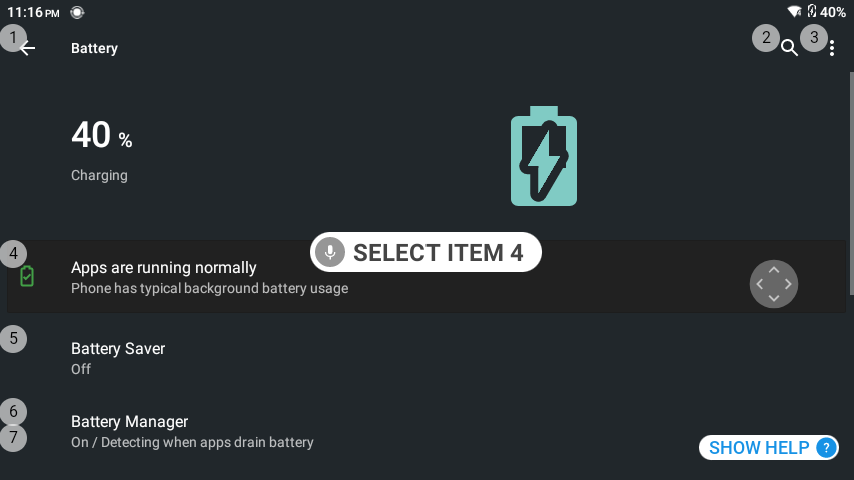 11:16 PM
40%
1
Battery
2
3
40 %
Charging
SELECT ITEM 4
4
Apps are running normally
Phone has typical background battery usage
5
Battery Saver
Off
6
Battery Manager
7
On / Detecting when apps drain battery
SHOW HELP ?